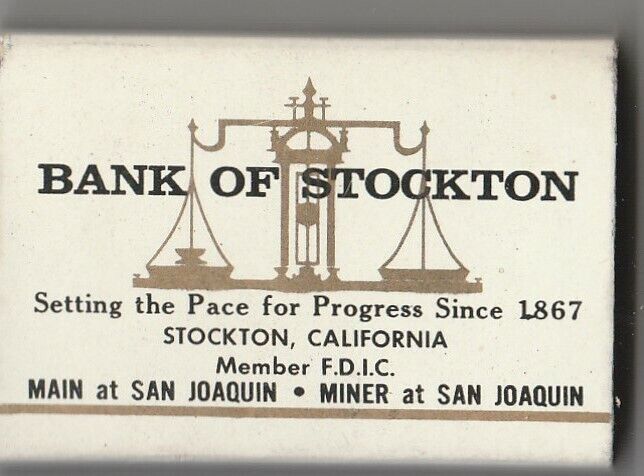 BANK OF STOCKTON
Setting the Pace for Progress Since 1867
STOCKTON, CALIFORNIA
Member F.D.I.C.
MAIN at SAN JOAQUIN • MINER at SAN JOAQUIN